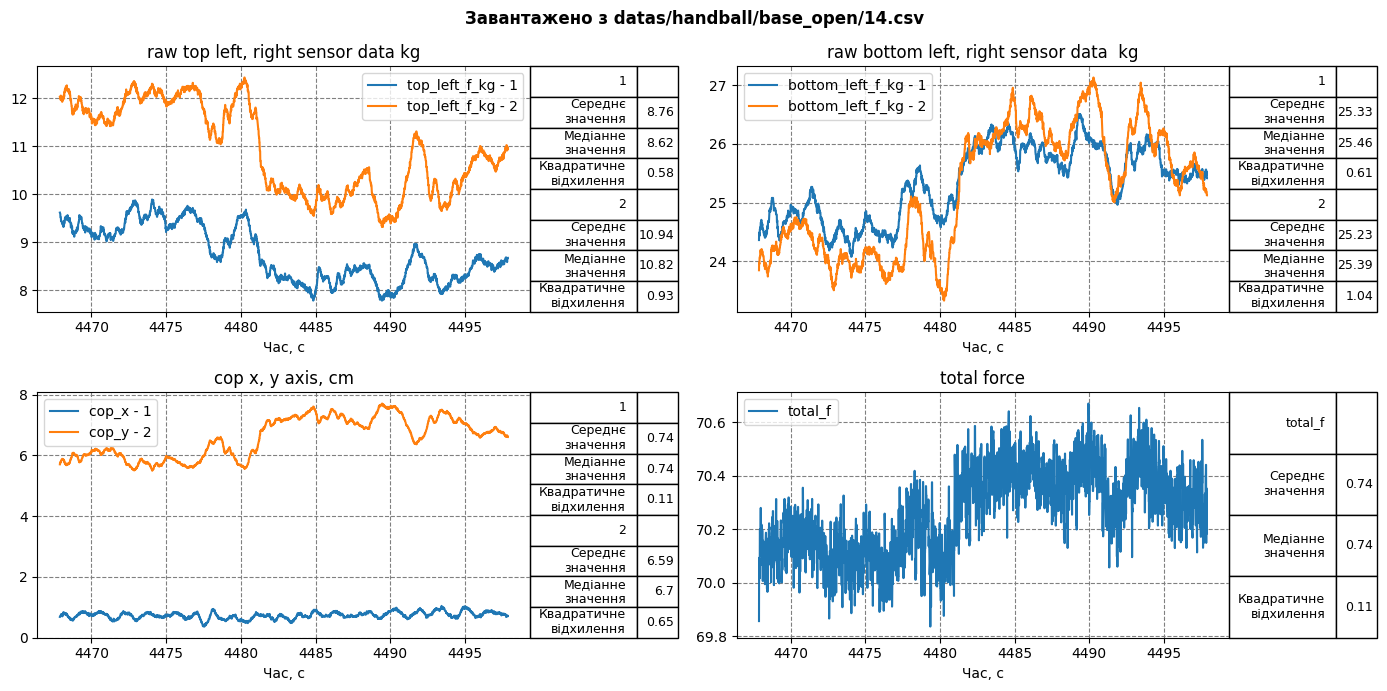 Завантажено з datas/handball/base_open/14.csv
raw top left, right sensor data kg
top_left_f_kg - 1
top_left_f_kg - 2
12
11
10
9
8
4470 4475 4480 4485 4490 4495
Час, с
1
Середнє
значення 8.76
Медіанне
значення 8.62
Квадратичне
відхилення 0.58
2
Середнє
значення 10.94
Медіанне
значення 10.82
Квадратичне
відхилення 0.93
raw bottom left, right sensor data  kg
bottom_left_f_kg - 1
bottom_left_f_kg - 2
27
26
25
24
4470 4475 4480 4485 4490 4495
Час, с
1
Середнє
значення 25.33
Медіанне
значення 25.46
Квадратичне
відхилення 0.61
2
Середнє
значення 25.23
Медіанне
значення 25.39
Квадратичне
відхилення 1.04
cop x, y axis, cm
cop_x - 1
cop_y - 2
8
6
4
2
0
4470 4475 4480 4485 4490 4495
Час, с
1
Середнє
значення 0.74
Медіанне
значення 0.74
Квадратичне
відхилення 0.11
2
Середнє
значення 6.59
Медіанне
значення 6.7
Квадратичне
відхилення 0.65
total force
total_f
70.6
70.4
70.2
70.0
69.8
4470 4475 4480 4485 4490 4495
Час, с
total_f
Середнє
значення 0.74
Медіанне
значення 0.74
Квадратичне
відхилення 0.11